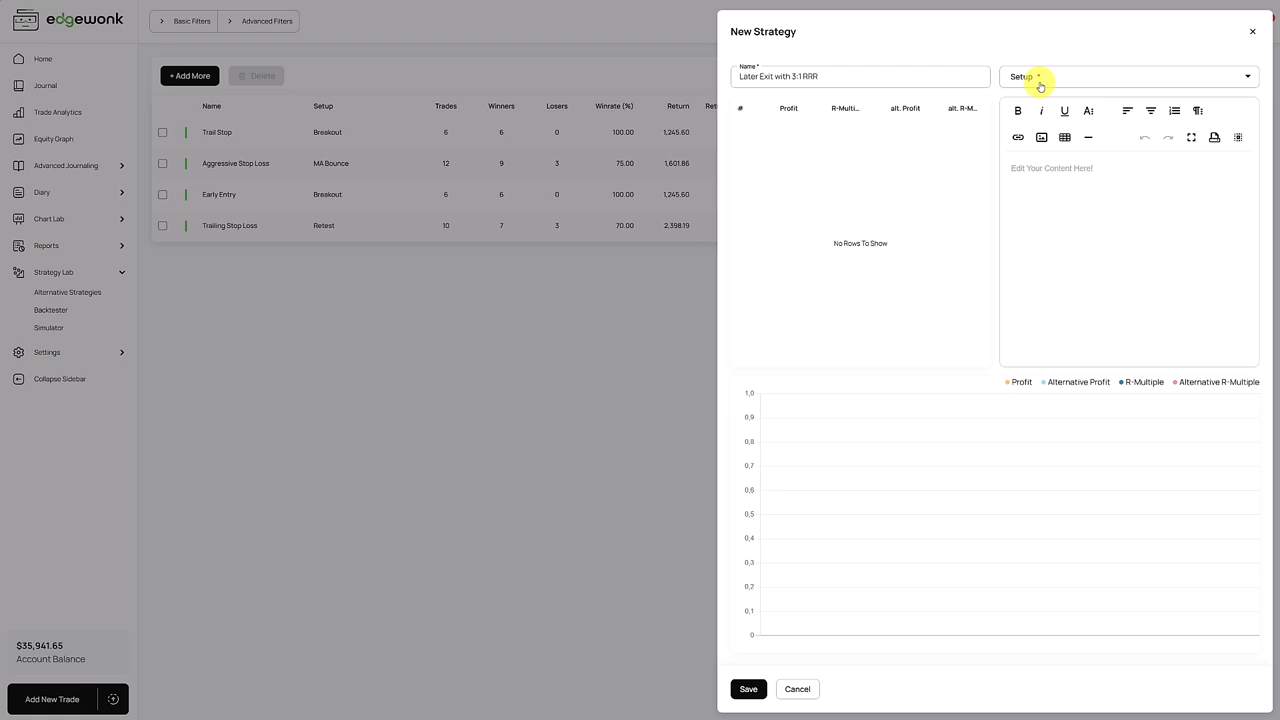 edgewonk
Basic Filters
Advanced Filters
Home
Journal
Trade Analytics
Equity Graph
Advanced Journaling
Diary
Chart Lab
Reports
Strategy Lab
Alternative Strategies
Backtester
Simulator
Settings
Collapse Sidebar
$35,941.65
Account Balance
Add New Trade
+ Add More
Delete
Name Setup Trades Winners Losers Winrate (%) Return Ret
Trail Stop Breakout 6 6 0 100.00 1,245.60
Aggressive Stop Loss MA Bounce 12 9 3 75.00 1,601.86
Early Entry Breakout 6 6 0 100.00 1,245.60
Trailing Stop Loss Retest 10 7 3 70.00 2,398.19
New Strategy
Name *
Later Exit with 3:1 RRR
Setup *
# Profit R-Multi... alt. Profit alt. R-M...
No Rows To Show
Edit Your Content Here!
Profit Alternative Profit R-Multiple Alternative R-Multiple
1,0
0,9
0,8
0,7
0,6
0,5
0,4
0,3
0,2
0,1
0
Save
Cancel